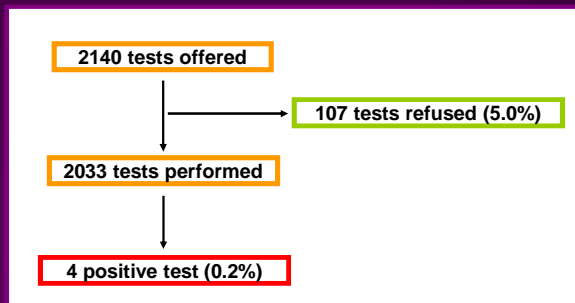 2140 tests offered
107 tests refused (5.0%)
2033 tests performed
4 positive test (0.2%)